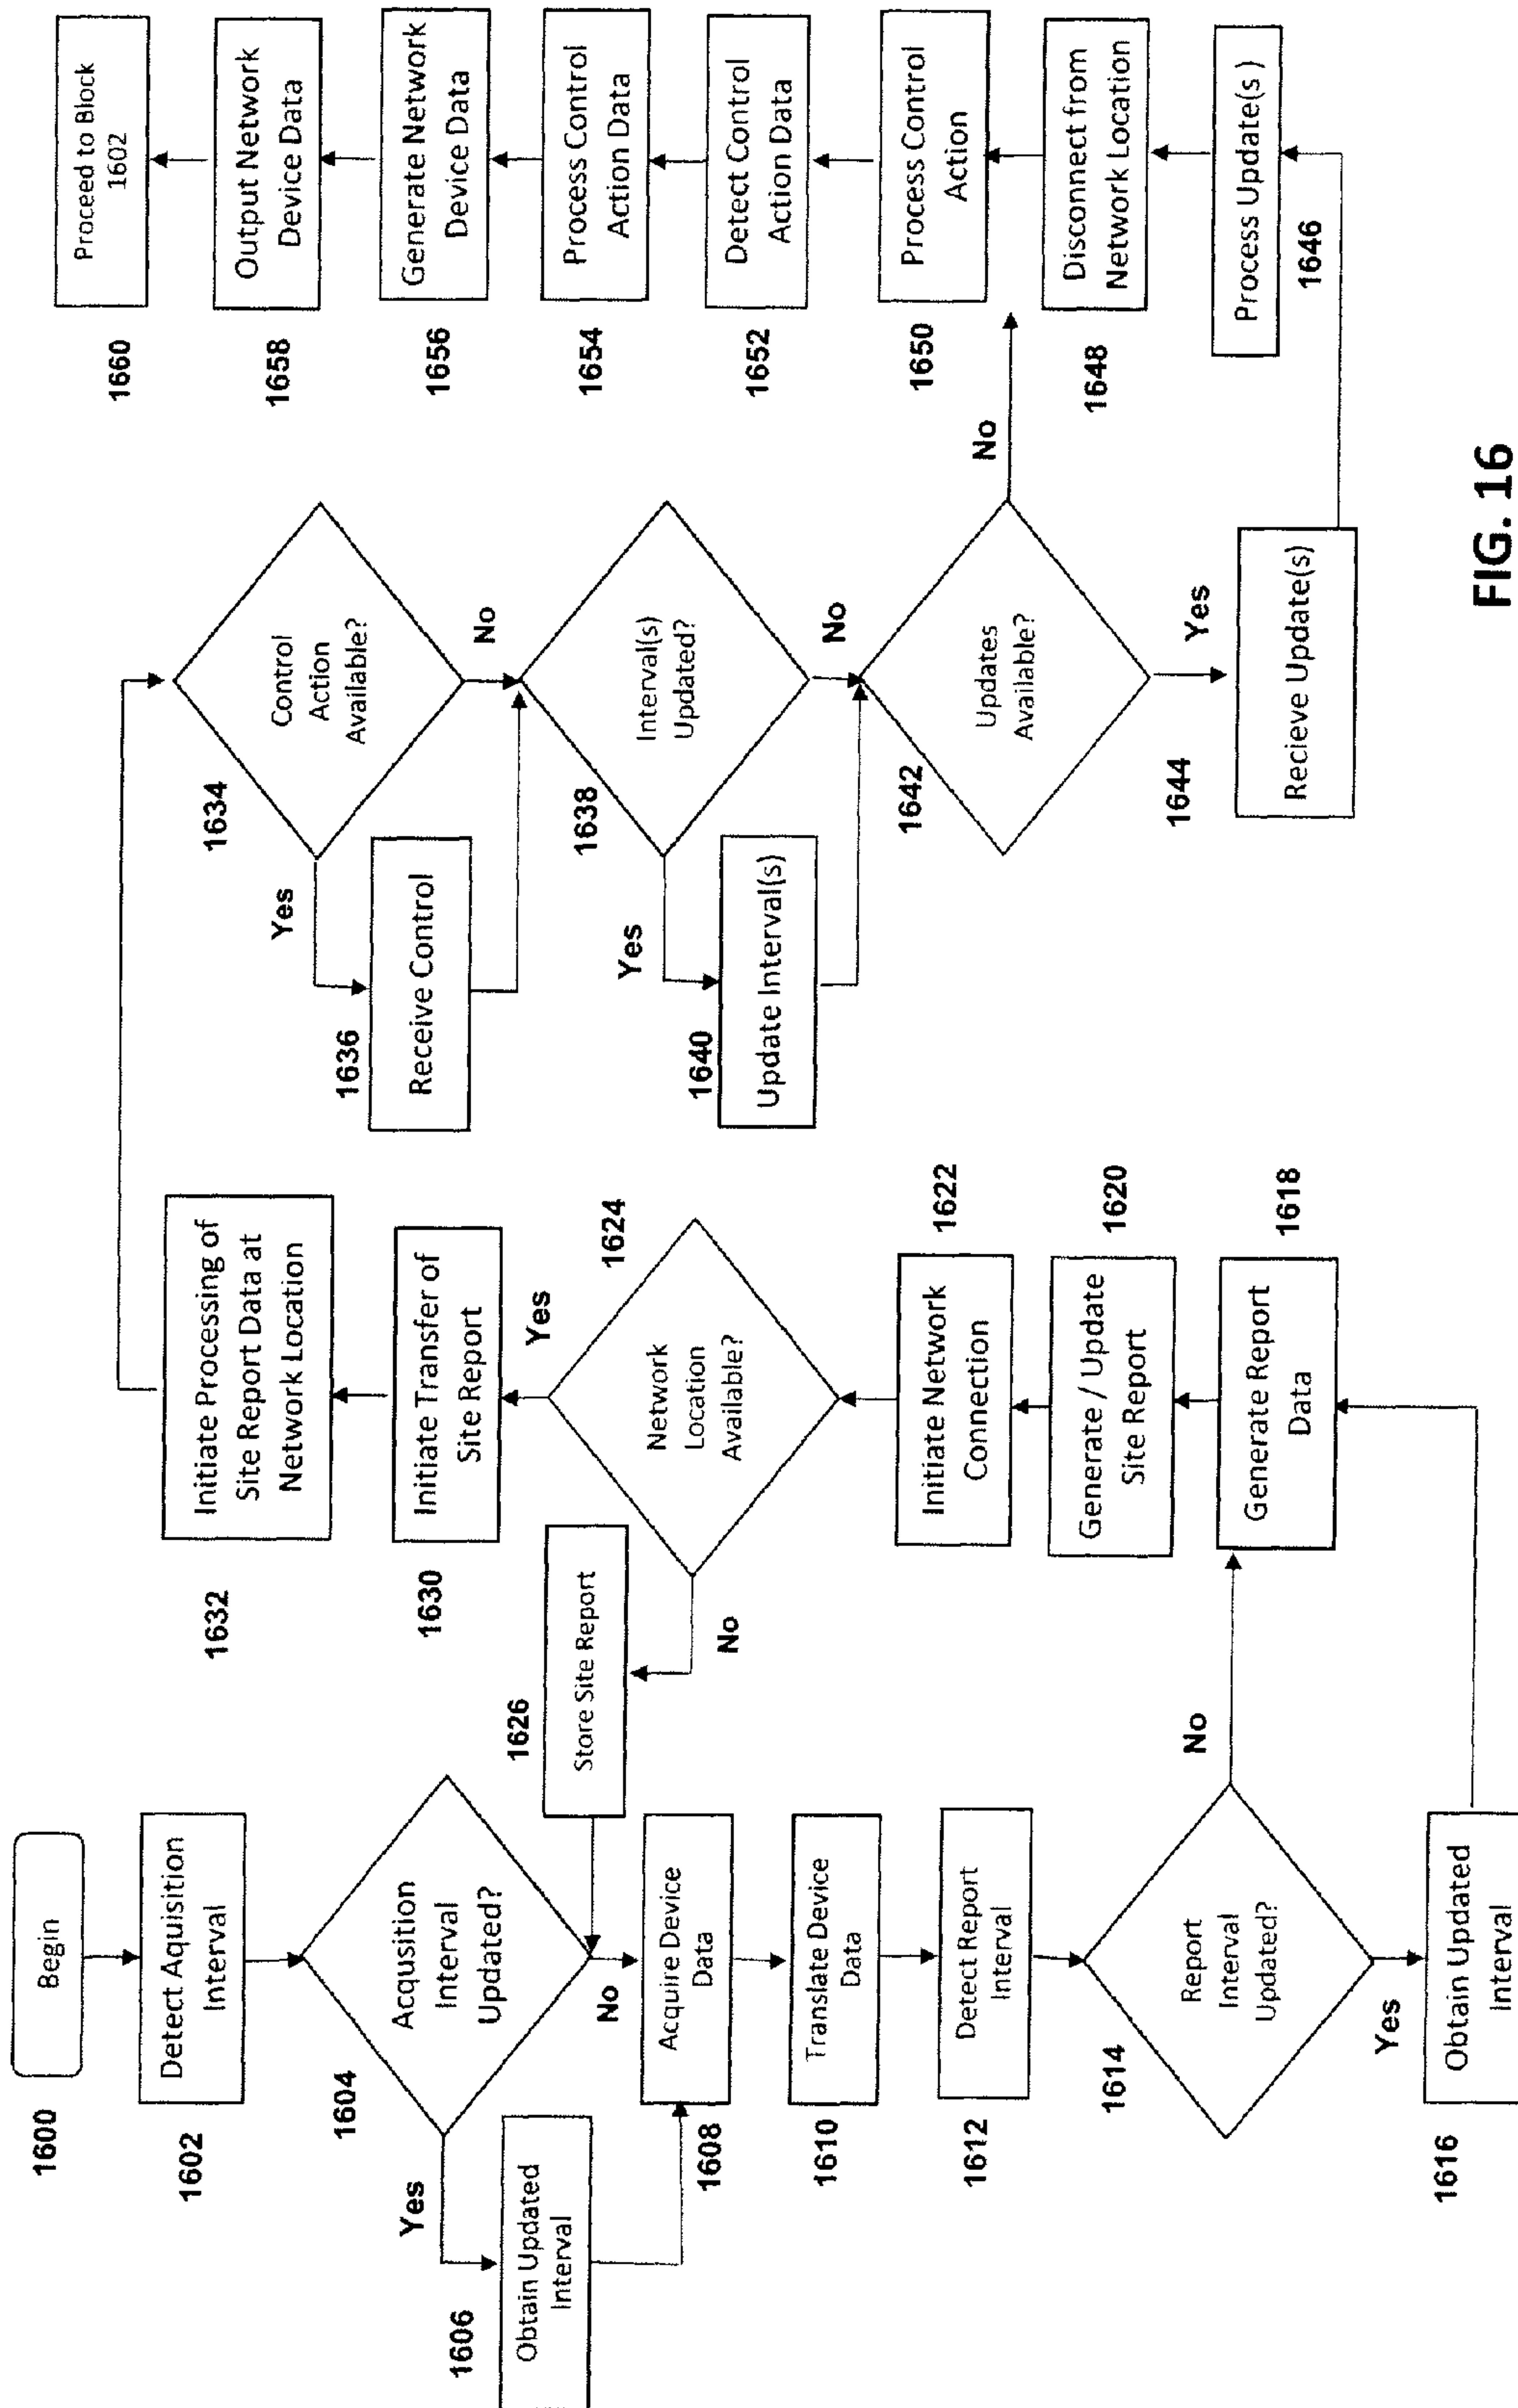 1600
Begin
1602
Detect Aquisition
Interval
1604
Acqusition
Interval
Updated?
Yes
No
1606
Obtain Updated
Interval
1608
Acquire Device
Data
1610
Translate Device
Data
1612
Detect Report
Interval
1614
Report
Interval
Updated?
No
Yes
1616
Obtain Updated
Interval
1618
Generate Report
Data
1620
Generate / Update
Site Report
1622
Initiate Network
Connection
1624
Network
Location
Available?
No
Yes
1626
Store Site Report
1630
Initiate Transfer of
Site Report
1632
Initiate Processing of
Site Report Data at
Network Location
1634
Control
Action
Available?
Yes
No
1636
Receive Control
1638
Interval(s)
Updated?
Yes
No
1640
Update Interval(s)
1642
Updates
Available?
No
Yes
1644
Recieve Update(s)
1646
Process Update(s )
1648
Disconnect from
Network Location
1650
Process Control
Action
1652
Detect Control
Action Data
1654
Process Control
Action Data
1656
Generate Network
Device Data
1658
Output Network
Device Data
1660
Proceed to Block
1602
FIG. 16